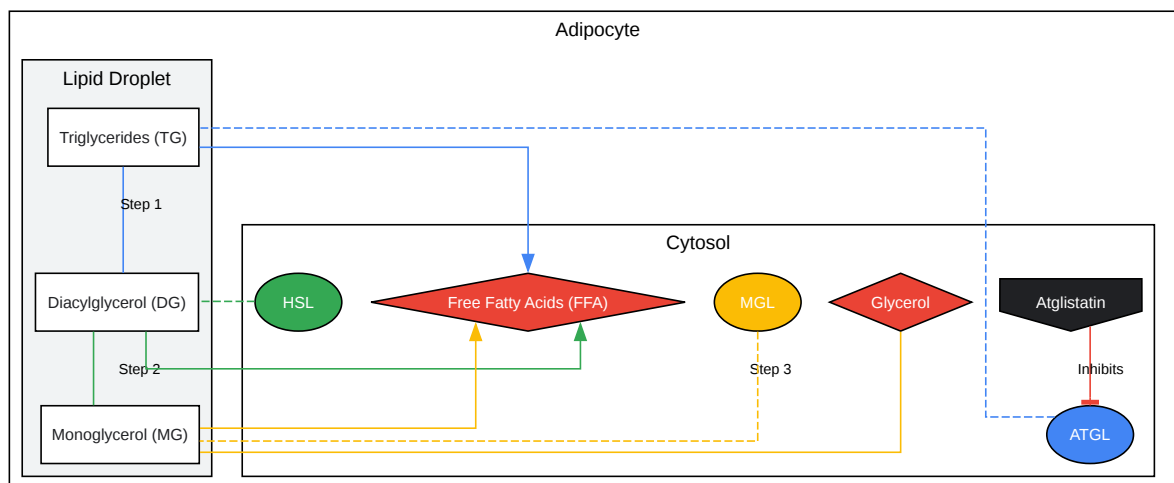 Adipocyte
Lipid Droplet
Triglycerides (TG)
Step 1
Cytosol
Diacylglycerol (DG)
HSL
Free Fatty Acids (FFA)
MGL
Glycerol
Atglistatin
Step 2
Step 3
Inhibits
Monoglycerol (MG)
ATGL